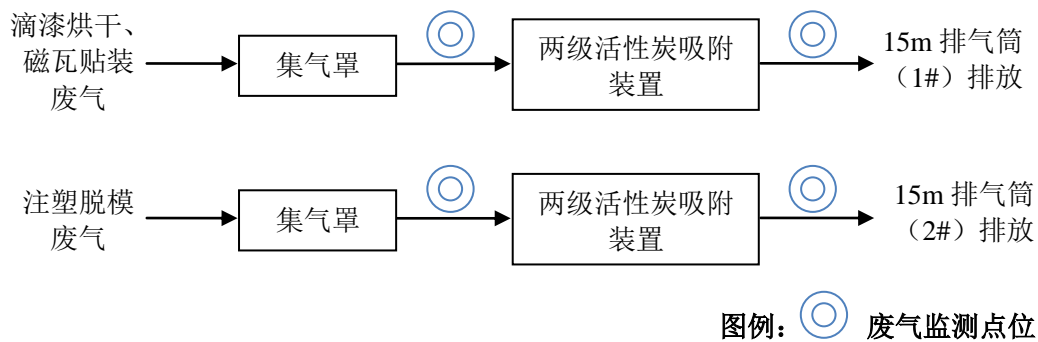 滴漆烘干、
磁瓦贴装
废气
集气罩
两级活性炭吸附
装置
15m 排气筒
（1#）排放
注塑脱模
废气
集气罩
两级活性炭吸附
装置
15m 排气筒
（2#）排放
图例：
废气监测点位